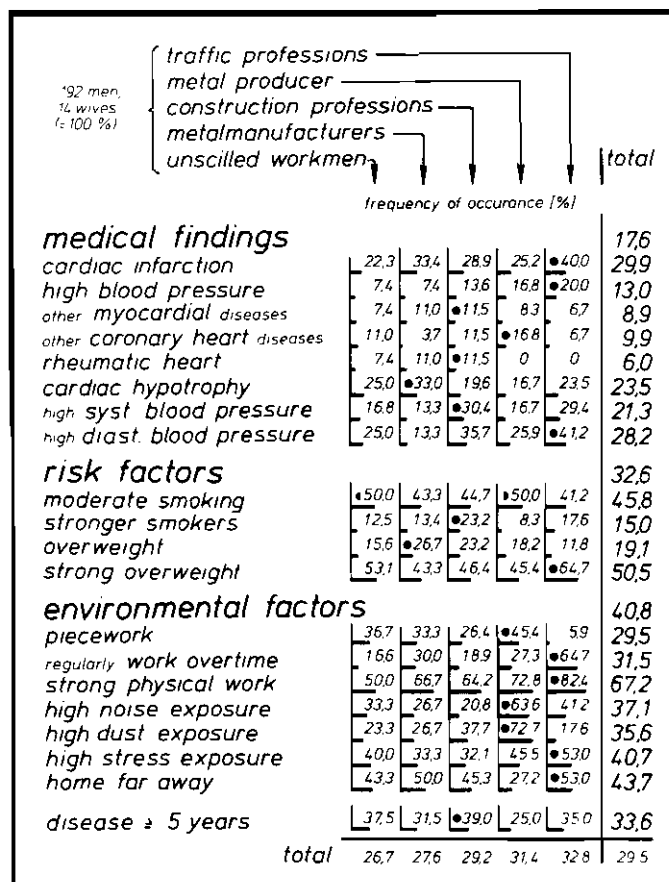 traffic professions
metal producer
construction professions
metalmanufacturers
unscilled workmen
192 men,
14 wives
(= 100 %)
total
frequency of occurance [%]
medical findings 17,6
cardiac infarction 22,3 33,4 28,9 25,2 40,0 29,9
high blood pressure 7,4 7,4 13,6 16,8 20,0 13,0
other myocardial diseases 7,4 11,0 11,5 8,3 6,7 8,9
other coronary heart diseases 11,0 3,7 11,5 16,8 6,7 9,9
rheumatic heart 7,4 11,0 11,5 0 0 6,0
cardiac hypotrophy 25,0 33,0 19,6 16,7 23,5 23,5
high syst blood pressure 16,8 13,3 30,4 16,7 29,4 21,3
high diast. blood pressure 25,0 13,3 35,7 25,9 41,2 28,2
risk factors 32,6
moderate smoking 50,0 43,3 44,7 50,0 41,2 45,8
stronger smokers 12,5 13,4 23,2 8,3 17,6 15,0
overweight 15,6 26,7 23,2 18,2 11,8 19,1
strong overweight 53,1 43,3 46,4 45,4 64,7 50,5
environmental factors 40,8
piecework 36,7 33,3 26,4 45,4 5,9 29,5
regularly work overtime 16,6 30,0 18,9 27,3 64,7 31,5
strong physical work 50,0 66,7 64,2 72,8 82,4 67,2
high noise exposure 33,3 26,7 20,8 63,6 41,2 37,1
high dust exposure 23,3 26,7 37,7 72,7 17,6 35,6
high stress exposure 40,0 33,3 32,1 45,5 53,0 40,7
home far away 43,3 50,0 45,3 27,2 53,0 43,7
disease ≥ 5 years 37,5 31,5 39,0 25,0 35,0 33,6
total 26,7 27,6 29,2 31,4 32,8 29,5